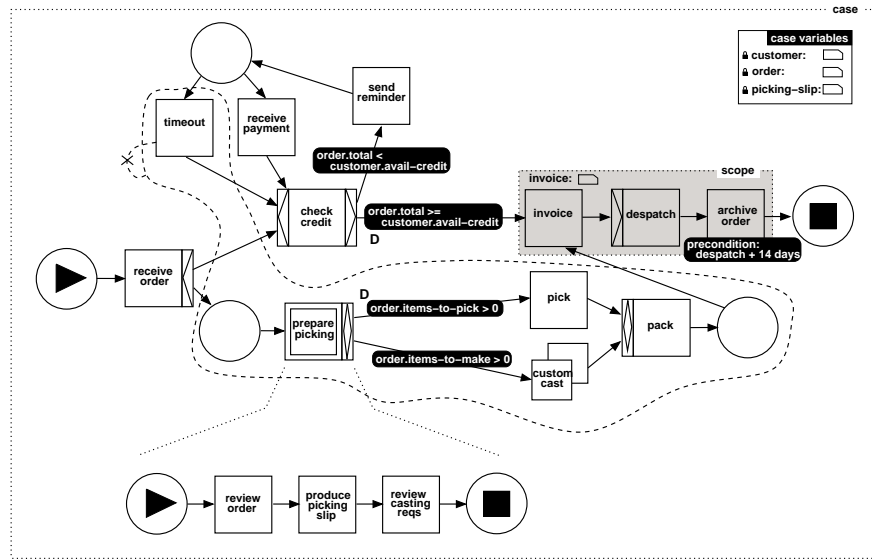 case
case variables
customer:
order:
picking-slip:
send
reminder
timeout
receive
payment
order.total <
customer.avail-credit
scope
invoice:
check
credit
order.total >=
customer.avail-credit
D
invoice
despatch
archive
order
precondition:
despatch + 14 days
receive
order
D
prepare
picking
order.items-to-pick > 0
pick
pack
order.items-to-make > 0
custom
cast
review
order
produce
picking
slip
review
casting
reqs